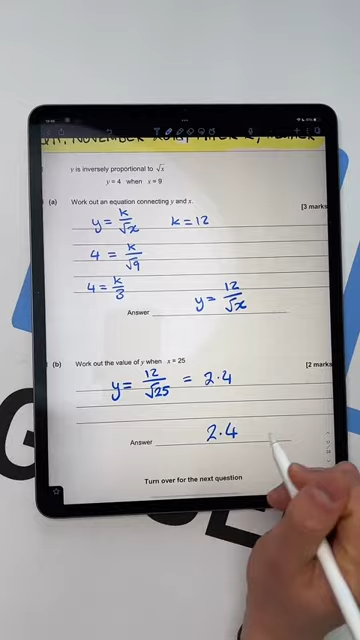 y is inversely proportional to √x
y = 4 when x = 9
(a) Work out an equation connecting y and x.
[3 marks
y = k/√x k = 12
4 = k/√9
4 = k/3
y = 12/√x
Answer
(b) Work out the value of y when x = 25
[2 marks
y = 12/√25 = 2.4
2.4
Answer
Turn over for the next question